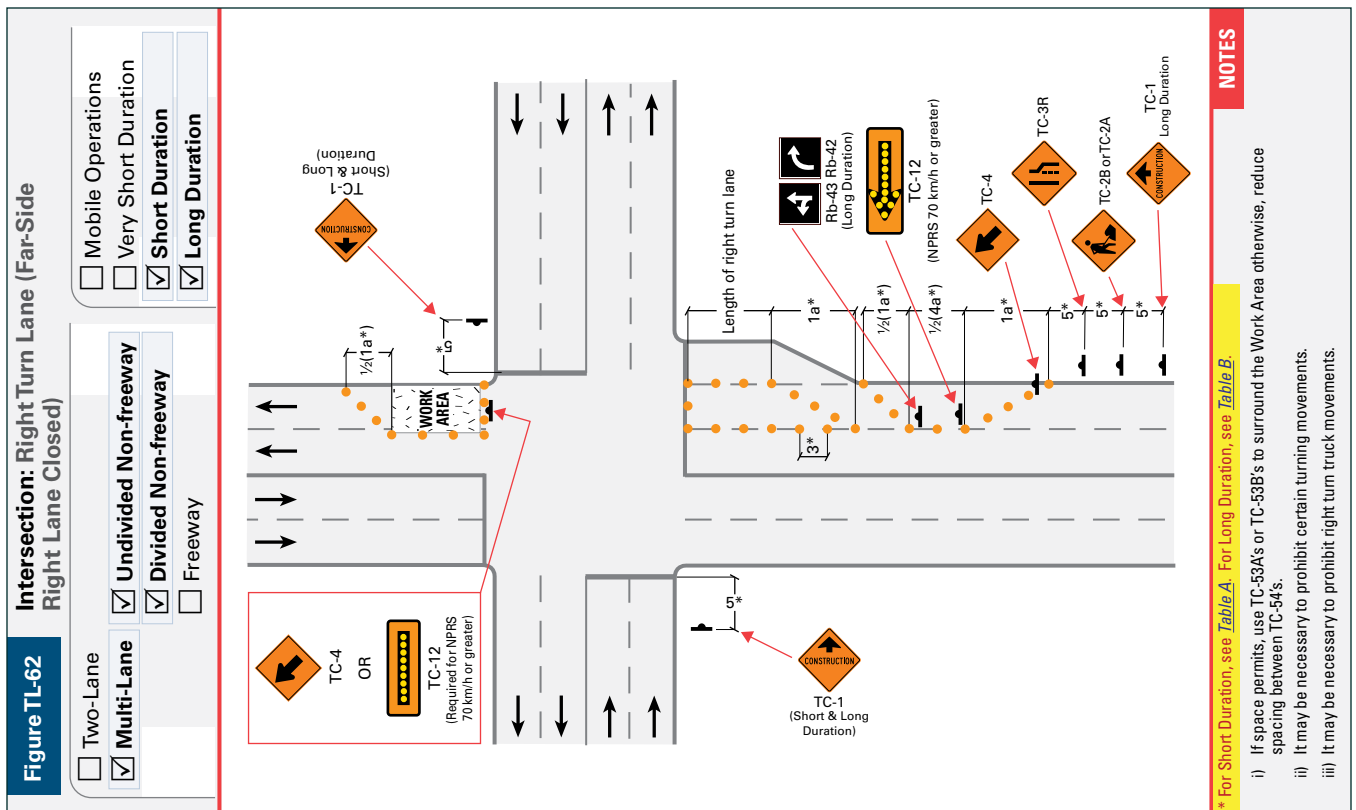 Figure TL-62
Intersection: Right Turn Lane (Far-Side
Right Lane Closed)
Two-Lane
Multi-Lane
Undivided Non-freeway
Divided Non-freeway
Freeway
Mobile Operations
Very Short Duration
Short Duration
Long Duration
TC-4
OR
TC-12
(Required for NPRS
70 km/h or greater)
WORK
AREA
½(1a*)
5*
CONSTRUCTION
TC-1
(Short & Long
Duration)
5*
CONSTRUCTION
TC-1
(Short & Long
Duration)
Length of right turn lane
1a*
3*
½(1a*)
½(4a*)
1a*
5*
5*
5*
Rb-43 Rb-42
(Long Duration)
TC-12
(NPRS 70 km/h or greater)
TC-4
TC-3R
TC-2B or TC-2A
CONSTRUCTION
TC-1
Long Duration
NOTES
* For Short Duration, see Table A. For Long Duration, see Table B.
i) If space permits, use TC-53A's or TC-53B's to surround the Work Area otherwise, reduce
spacing between TC-54's.
ii) It may be necessary to prohibit certain turning movements.
iii) It may be necessary to prohibit right turn truck movements.